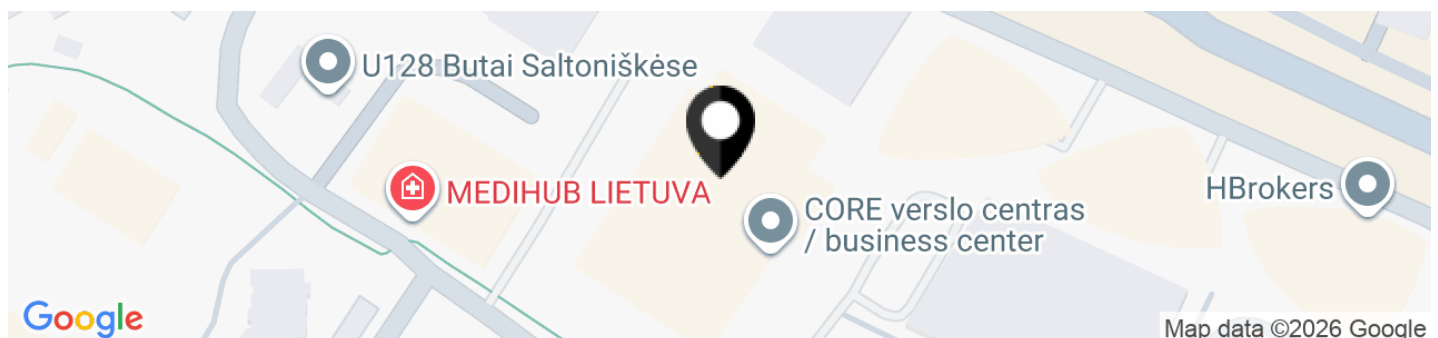 U128 Butai Saltoniškėse
MEDIHUB LIETUVA
CORE verslo centras
/ business center
HBrokers
Google
Map data ©2026 Google